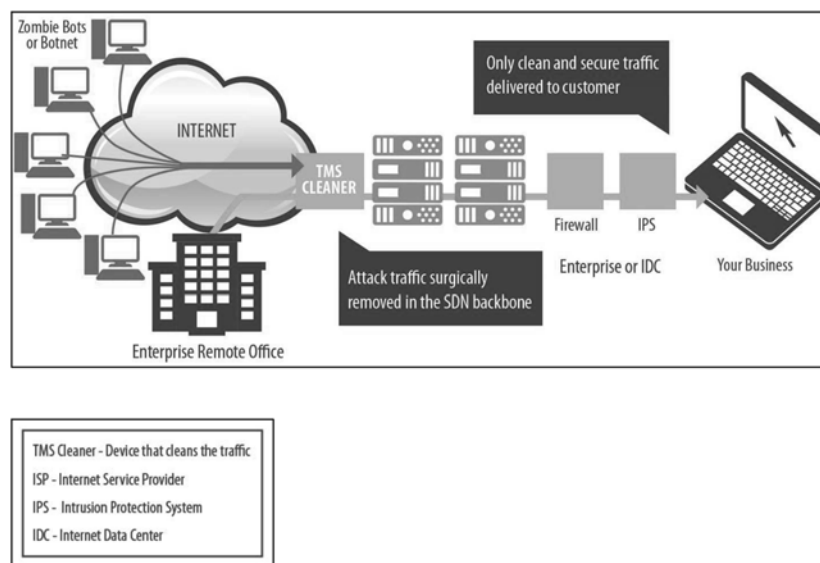 Zombie Bots
or Botnet
INTERNET
TMS
CLEANER
Only clean and secure traffic
delivered to customer
Firewall
IPS
Enterprise or IDC
Your Business
Attack traffic surgically
removed in the SDN backbone
Enterprise Remote Office
TMS Cleaner - Device that cleans the traffic
ISP - Internet Service Provider
IPS - Intrusion Protection System
IDC - Internet Data Center